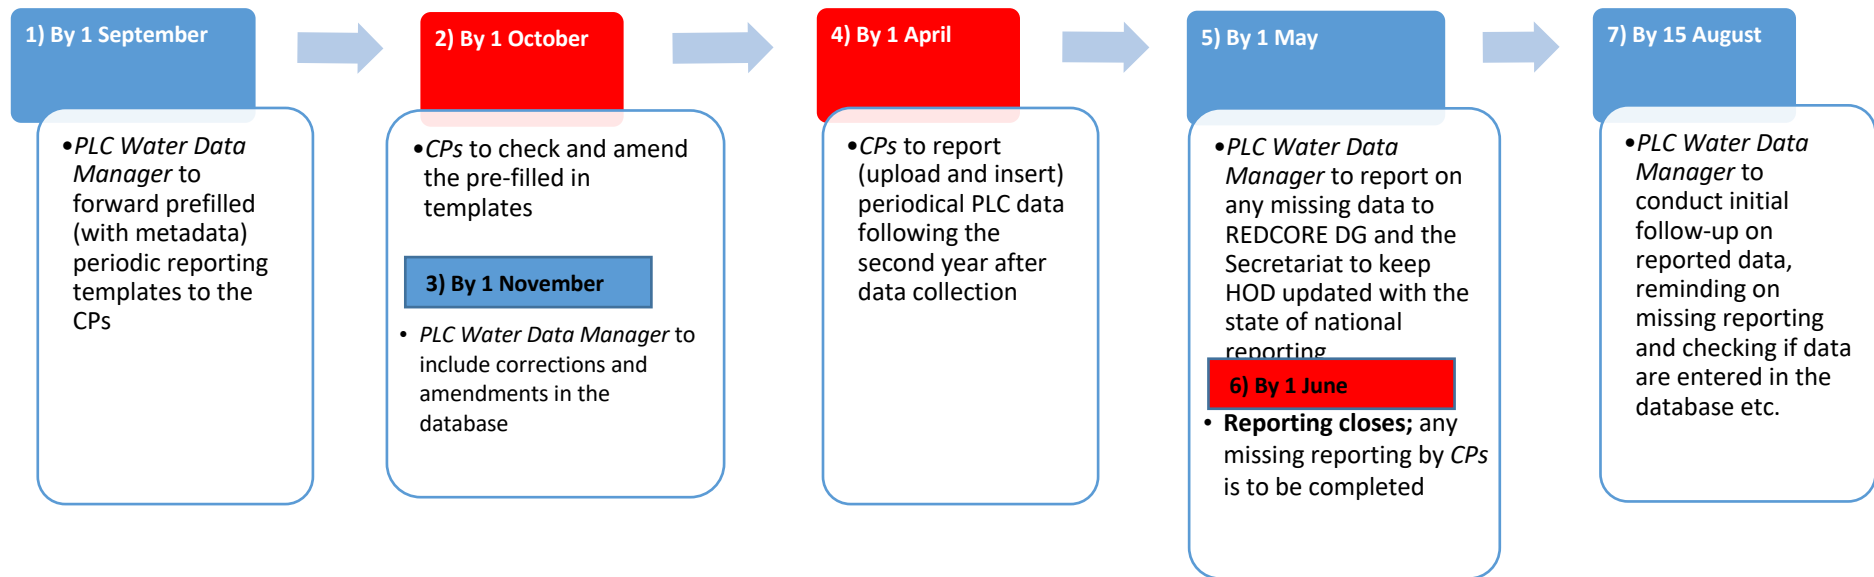 1) By 1 September
•PLC Water Data
Manager to
forward prefilled
(with metadata)
periodic reporting
templates to the
CPs
2) By 1 October
•CPs to check and amend
the pre-filled in
templates
3) By 1 November
• PLC Water Data Manager to
include corrections and
amendments in the
database
4) By 1 April
•CPs to report
(upload and insert)
periodical PLC data
following the
second year after
data collection
5) By 1 May
•PLC Water Data
Manager to report on
any missing data to
REDCORE DG and the
Secretariat to keep
HOD updated with the
state of national
reporting
6) By 1 June
• Reporting closes; any
missing reporting by CPs
is to be completed
7) By 15 August
•PLC Water Data
Manager to
conduct initial
follow-up on
reported data,
reminding on
missing reporting
and checking if data
are entered in the
database etc.